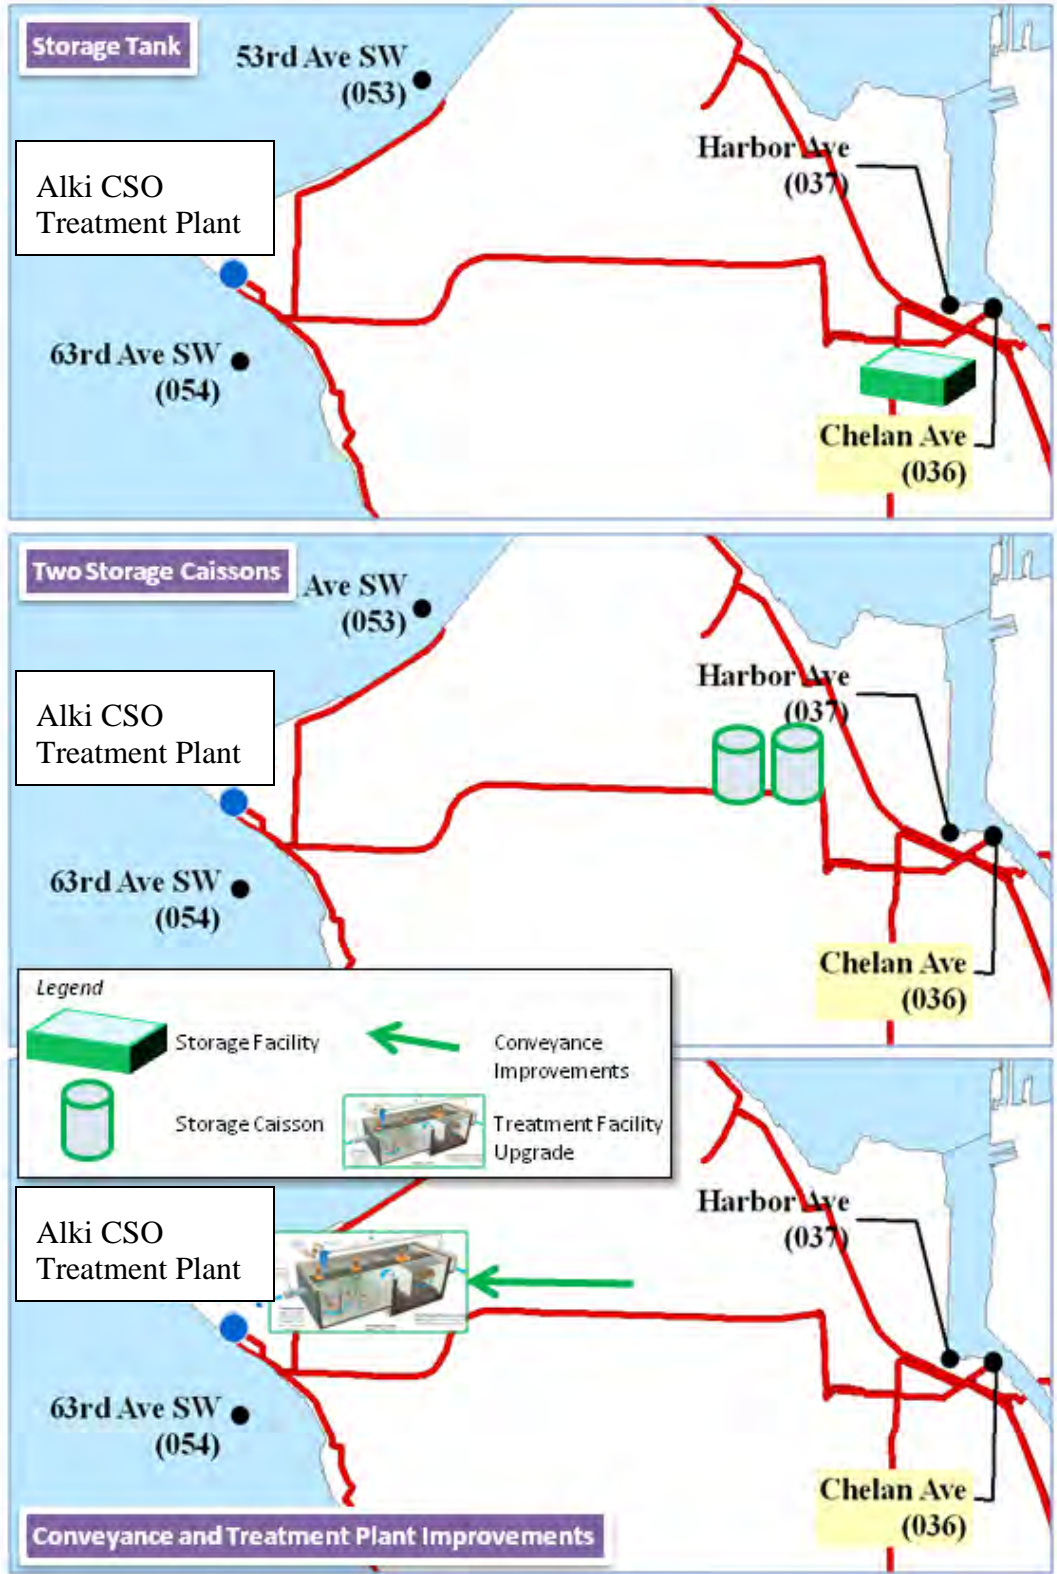 Storage Tank
53rd Ave SW
(053)
Alki CSO
Treatment Plant
Harbor Ave
(037)
63rd Ave SW
(054)
Chelan Ave
(036)
Two Storage Caissons
Ave SW
(053)
Alki CSO
Treatment Plant
Harbor Ave
(037)
63rd Ave SW
(054)
Chelan Ave
(036)
Legend
Storage Facility
Conveyance
Improvements
Storage Caisson
Treatment Facility
Upgrade
Alki CSO
Treatment Plant
Harbor Ave
(037)
63rd Ave SW
(054)
Chelan Ave
(036)
Conveyance and Treatment Plant Improvements